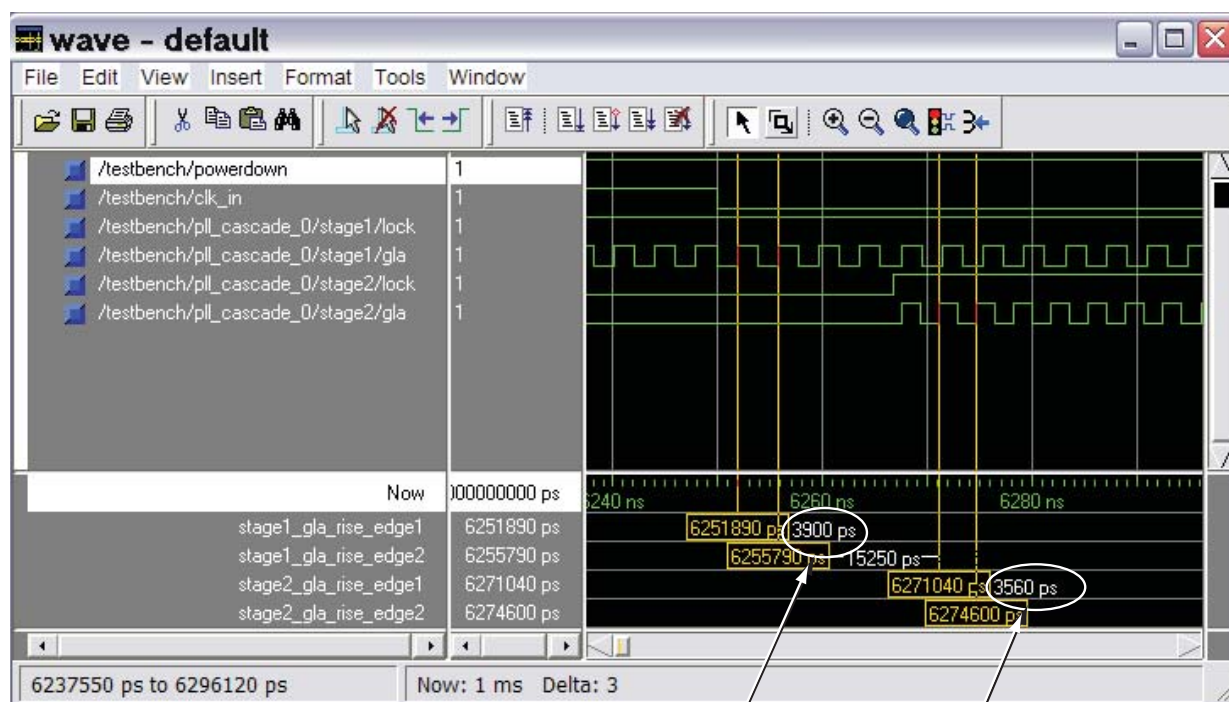 wave - default
File Edit View Insert Format Tools Window
/testbench/powerdown 1
/testbench/clk_in 1
/testbench/pll_cascade_0/stage1/lock 1
/testbench/pll_cascade_0/stage1/gla 1
/testbench/pll_cascade_0/stage2/lock 1
/testbench/pll_cascade_0/stage2/gla 1
Now 000000000 ps 6240 ns 6260 ns 6280 ns
stage1_gla_rise_edge1 6251890 ps 6251890 ps 3900 ps
stage1_gla_rise_edge2 6255790 ps 6255790 ps 15250 ps
stage2_gla_rise_edge1 6271040 ps 6271040 ps 3560 ps
stage2_gla_rise_edge2 6274600 ps 6274600 ps
6237550 ps to 6296120 ps Now: 1 ms Delta: 3